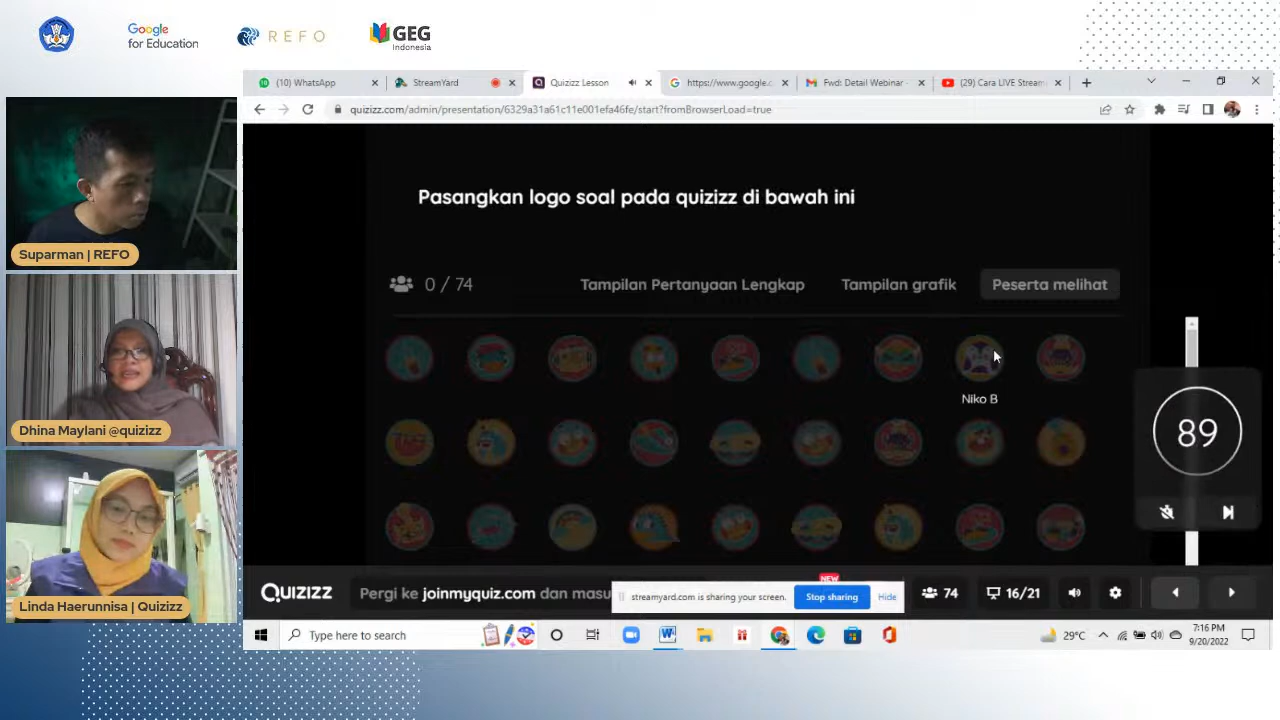 Google for Education
REFO
GEG
Indonesia
(10) WhatsApp
StreamYard
Quizizz Lesson
https://www.google.c
Fwd: Detail Webinar
(29) Cara LIVE Stream
quizizz.com/admin/presentation/6329a31a61c11e001efa46fe/start?fromBrowserLoad=true
Pasangkan logo soal pada quizizz di bawah ini
0 / 74
Tampilan Pertanyaan Lengkap
Tampilan grafik
Peserta melihat
Niko B
89
Suparman | REFO
Dhina Maylani @quizizz
Linda Haerunnisa | Quizizz
QUIZIZZ
Pergi ke joinmyquiz.com dan masu
streamyard.com is sharing your screen.
Stop sharing
Hide
NEW
74
16/21
Type here to search
29°C
7:16 PM
9/20/2022